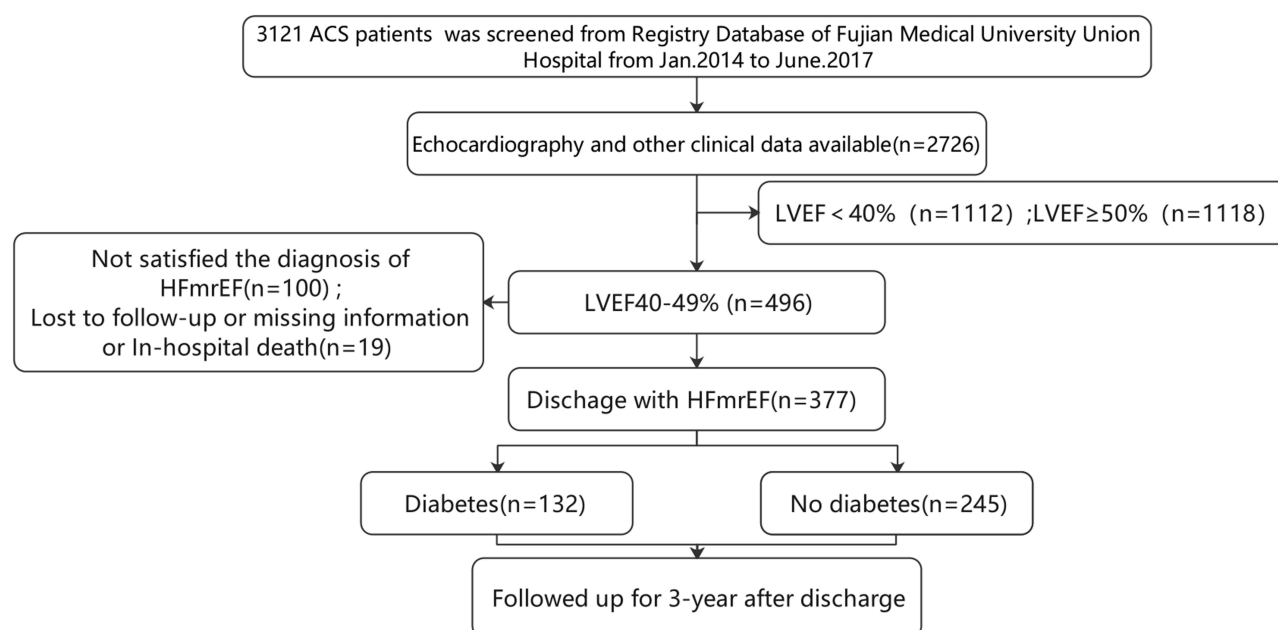 3121 ACS patients was screened from Registry Database of Fujian Medical University Union
Hospital from Jan.2014 to June.2017
Echocardiography and other clinical data available(n=2726)
LVEF<40% (n=1112) ;LVEF≥50% (n=1118)
Not satisfied the diagnosis of
HFmrEF(n=100) ;
Lost to follow-up or missing information
or In-hospital death(n=19)
LVEF40-49% (n=496)
Dischage with HFmrEF(n=377)
Diabetes(n=132)
No diabetes(n=245)
Followed up for 3-year after discharge